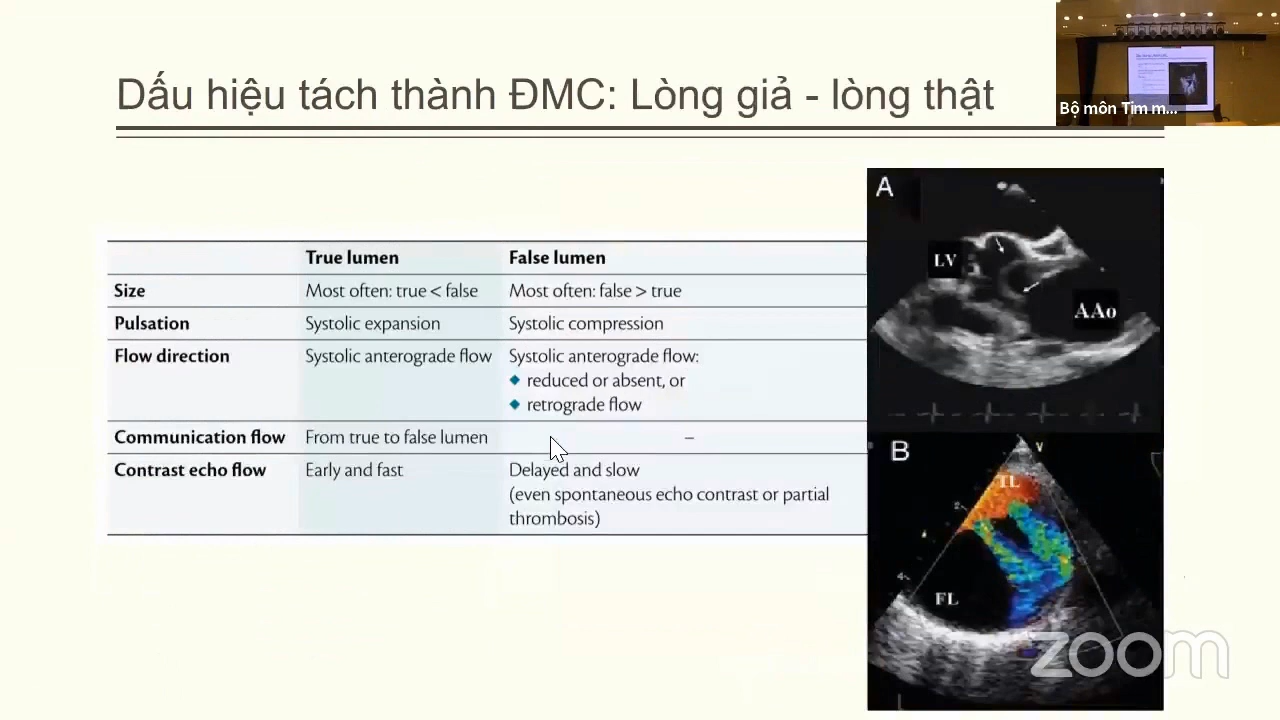 Dấu hiệu tách thành ĐMC: Lòng giả - lòng thật
Bộ môn Tim m...
True lumen False lumen
Size Most often: true < false Most often: false > true
Pulsation Systolic expansion Systolic compression
Flow direction Systolic anterograde flow Systolic anterograde flow:
◆ reduced or absent, or
◆ retrograde flow
Communication flow From true to false lumen –
Contrast echo flow Early and fast Delayed and slow
(even spontaneous echo contrast or partial
thrombosis)
A
LV
AAo
B
V
TL
2
4
FL
zoom